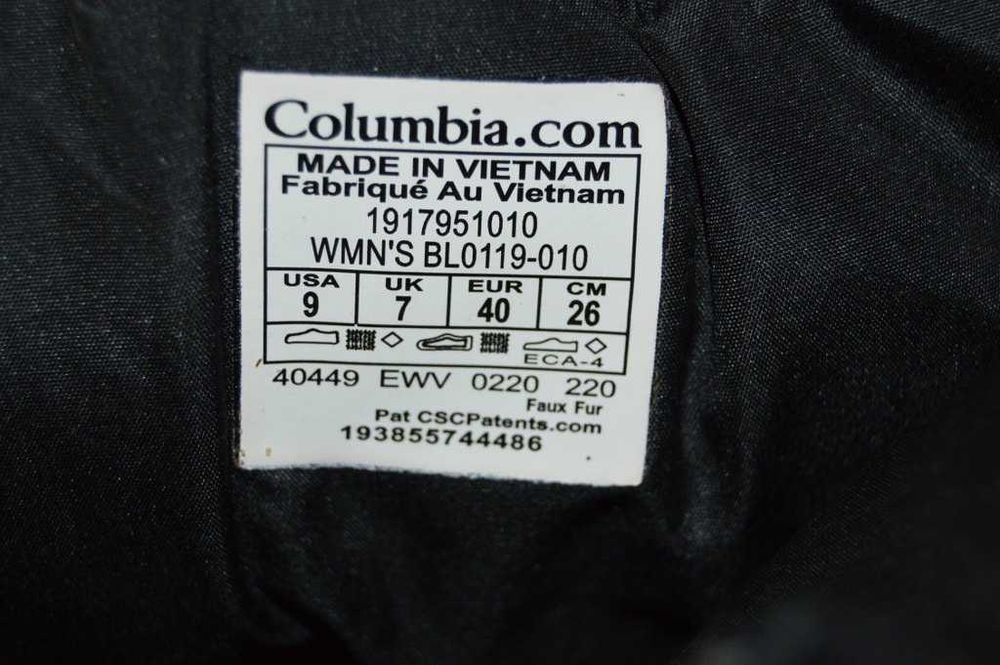 Columbia.com
MADE IN VIETNAM
Fabriqué Au Vietnam
1917951010
WMN'S BL0119-010
USA UK EUR CM
9 7 40 26
ECA-4
40449 EWV 0220 220
Faux Fur
Pat CSCPatents.com
193855744486